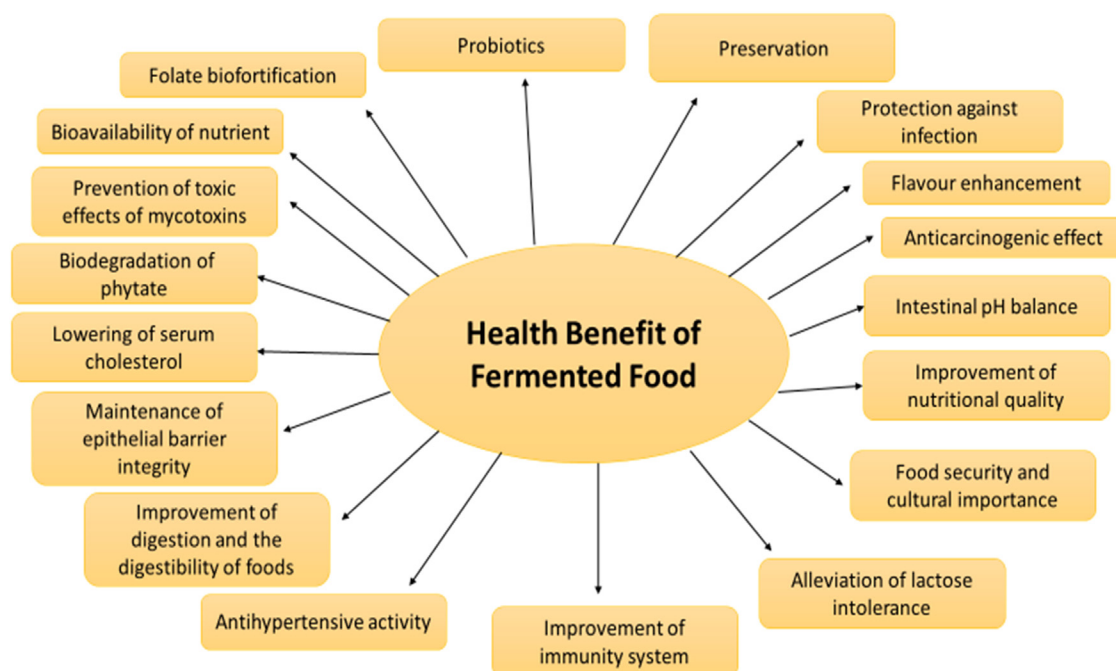 Probiotics
Preservation
Folate biofortification
Bioavailability of nutrient
Protection against
infection
Prevention of toxic
effects of mycotoxins
Flavour enhancement
Anticarcinogenic effect
Biodegradation of
phytate
Intestinal pH balance
Health Benefit of
Fermented Food
Lowering of serum
cholesterol
Improvement of
nutritional quality
Maintenance of
epithelial barrier
integrity
Food security and
cultural importance
Improvement of
digestion and the
digestibility of foods
Alleviation of lactose
intolerance
Antihypertensive activity
Improvement of
immunity system